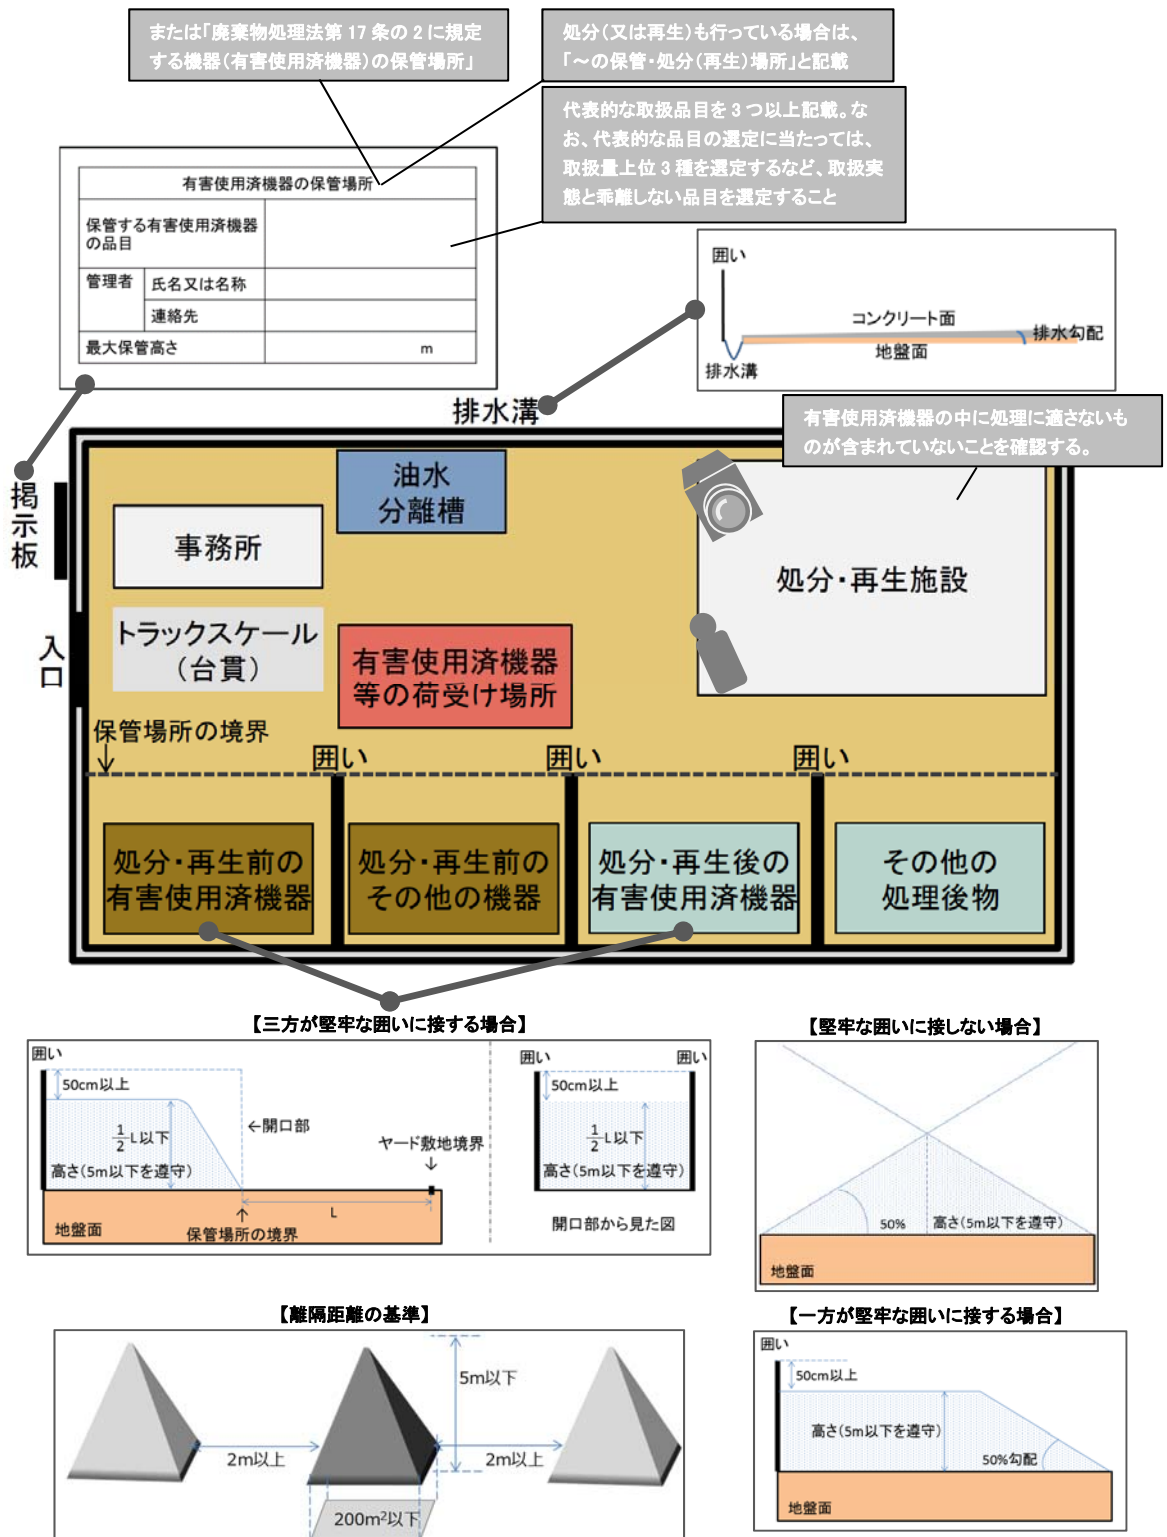 または「廃棄物処理法第 17 条の 2 に規定
する機器(有害使用済機器)の保管場所」
処分(又は再生)も行っている場合は、
「~の保管・処分(再生)場所」と記載
代表的な取扱品目を 3 つ以上記載。な
お、代表的な品目の選定に当たっては、
取扱量上位 3 種を選定するなど、取扱実
態と乖離しない品目を選定すること
有害使用済機器の保管場所
保管する有害使用済機器
の品目
管理者
氏名又は名称
連絡先
最大保管高さ
m
囲い
コンクリート面
排水勾配
地盤面
排水溝
排水溝
有害使用済機器の中に処理に適さないも
のが含まれていないことを確認する。
掲示板
入口
油水
分離槽
事務所
処分・再生施設
トラックスケール
(台貫)
有害使用済機器
等の荷受け場所
保管場所の境界
↓
囲い
囲い
囲い
処分・再生前の
有害使用済機器
処分・再生前の
その他の機器
処分・再生後の
有害使用済機器
その他の
処理後物
【三方が堅牢な囲いに接する場合】
囲い
50cm以上
1/2 L以下
←開口部
高さ(5m以下を遵守)
ヤード敷地境界
↓
L
地盤面
↑
保管場所の境界
囲い
囲い
50cm以上
1/2 L以下
高さ(5m以下を遵守)
開口部から見た図
【堅牢な囲いに接しない場合】
50%
高さ(5m以下を遵守)
地盤面
【離隔距離の基準】
5m以下
2m以上
2m以上
200m²以下
【一方が堅牢な囲いに接する場合】
囲い
50cm以上
高さ(5m以下を遵守)
50%勾配
地盤面